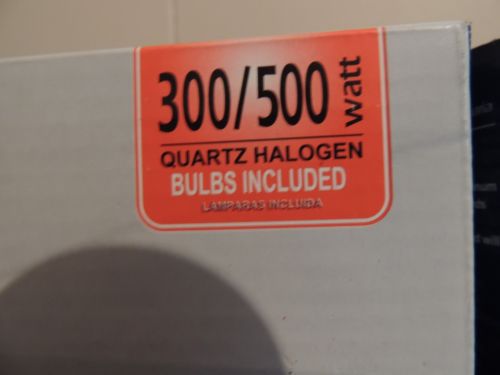 300/500 watt
QUARTZ HALOGEN
BULBS INCLUDED
LAMPARAS INCLUIDA